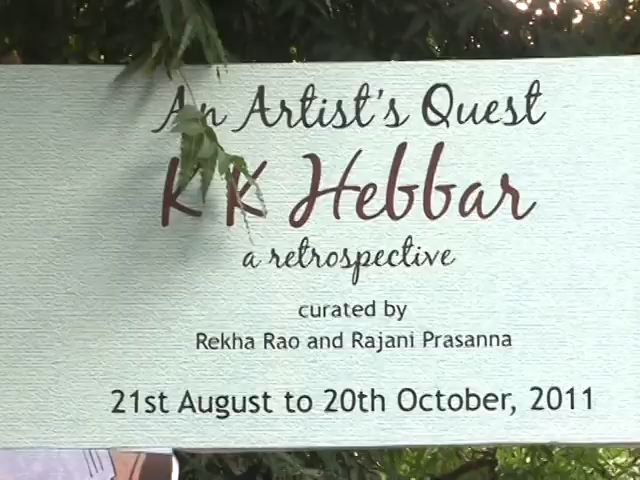 An Artist's Quest
K K Hebbar
a retrospective
curated by
Rekha Rao and Rajani Prasanna
21st August to 20th October, 2011